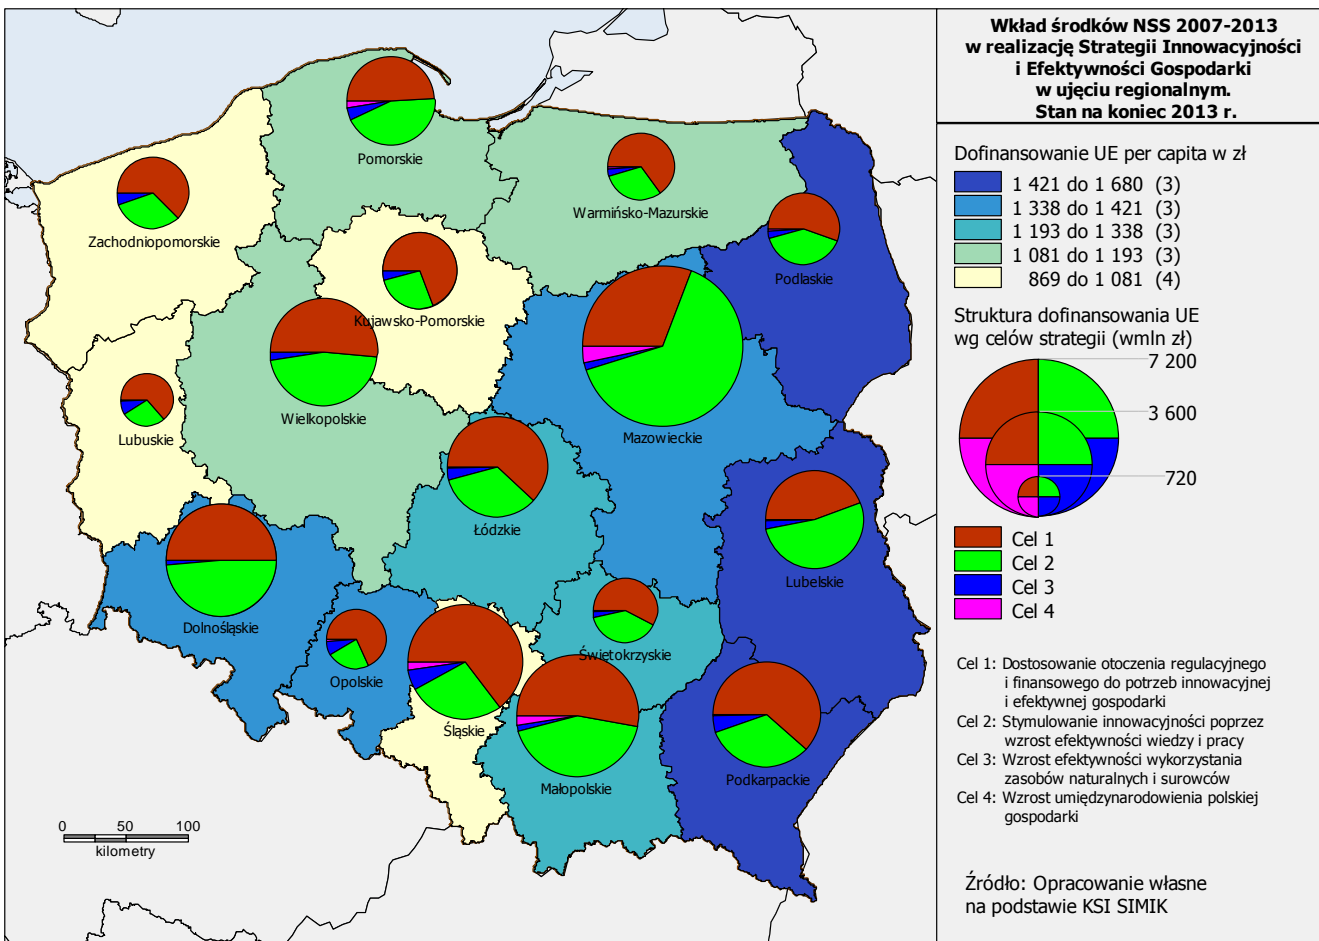 Wkład środków NSS 2007-2013
w realizację Strategii Innowacyjności
i Efektywności Gospodarki
w ujęciu regionalnym.
Stan na koniec 2013 r.
Dofinansowanie UE per capita w zł
1 421 do 1 680 (3)
1 338 do 1 421 (3)
1 193 do 1 338 (3)
1 081 do 1 193 (3)
869 do 1 081 (4)
Struktura dofinansowania UE
wg celów strategii (wmln zł)
7 200
3 600
720
Cel 1
Cel 2
Cel 3
Cel 4
Cel 1: Dostosowanie otoczenia regulacyjnego
i finansowego do potrzeb innowacyjnej
i efektywnej gospodarki
Cel 2: Stymulowanie innowacyjności poprzez
wzrost efektywności wiedzy i pracy
Cel 3: Wzrost efektywności wykorzystania
zasobów naturalnych i surowców
Cel 4: Wzrost umiędzynarodowienia polskiej
gospodarki
Źródło: Opracowanie własne
na podstawie KSI SIMIK
Pomorskie
Warmińsko-Mazurskie
Zachodniopomorskie
Podlaskie
Kujawsko-Pomorskie
Wielkopolskie
Mazowieckie
Lubuskie
Łódzkie
Lubelskie
Dolnośląskie
Świetokrzyskie
Opolskie
Śląskie
Podkarpackie
Małopolskie
0 50 100
kilometry